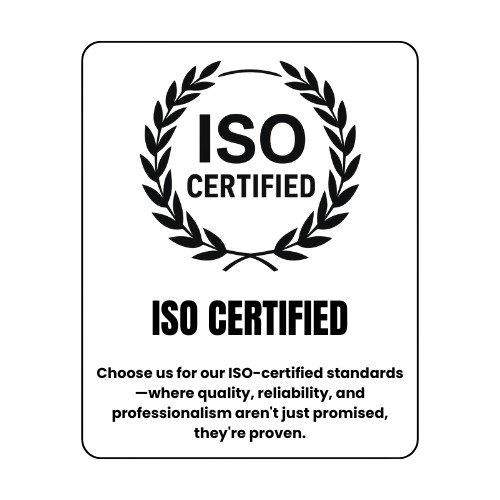 ISO
CERTIFIED
ISO CERTIFIED
Choose us for our ISO-certified standards
—where quality, reliability, and
professionalism aren't just promised,
they're proven.